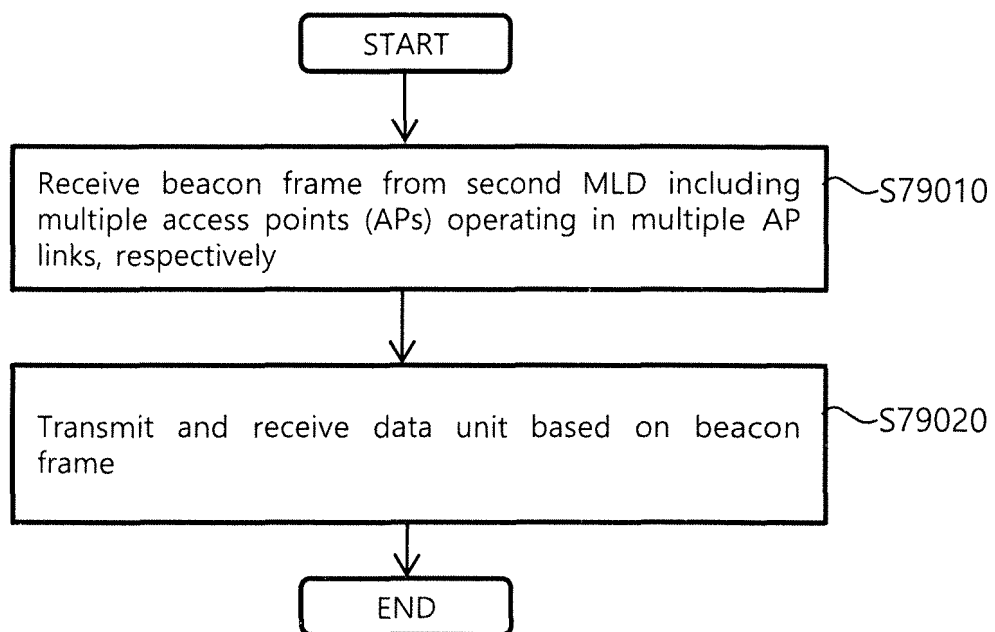 START
Receive beacon frame from second MLD including
multiple access points (APs) operating in multiple AP
links, respectively
S79010
Transmit and receive data unit based on beacon
frame
S79020
END